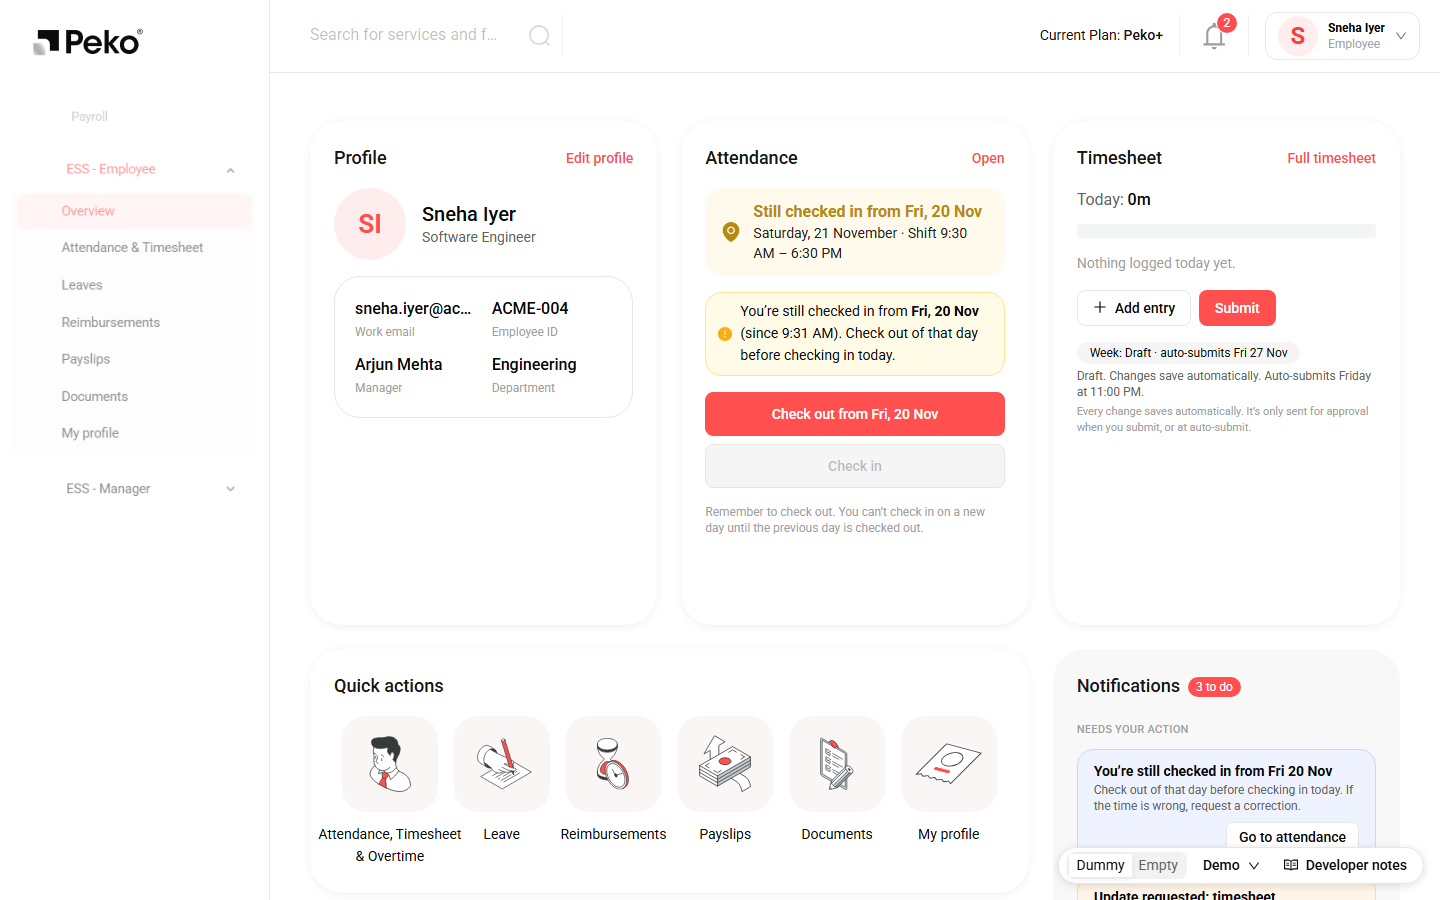 Peko®
Search for services and f...
Current Plan: Peko+
2
S
Sneha Iyer
Employee
Payroll
ESS - Employee
Overview
Attendance & Timesheet
Leaves
Reimbursements
Payslips
Documents
My profile
ESS - Manager
Profile
Edit profile
SI
Sneha Iyer
Software Engineer
sneha.iyer@ac...
Work email
ACME-004
Employee ID
Arjun Mehta
Manager
Engineering
Department
Attendance
Open
Still checked in from Fri, 20 Nov
Saturday, 21 November · Shift 9:30
AM – 6:30 PM
You’re still checked in from Fri, 20 Nov
(since 9:31 AM). Check out of that day
before checking in today.
Check out from Fri, 20 Nov
Check in
Remember to check out. You can’t check in on a new
day until the previous day is checked out.
Timesheet
Full timesheet
Today: 0m
Nothing logged today yet.
Add entry
Submit
Week: Draft · auto-submits Fri 27 Nov
Draft. Changes save automatically. Auto-submits Friday
at 11:00 PM.
Every change saves automatically. It’s only sent for approval
when you submit, or at auto-submit.
Quick actions
Attendance, Timesheet
& Overtime
Leave
Reimbursements
Payslips
Documents
My profile
Notifications
3 to do
NEEDS YOUR ACTION
You’re still checked in from Fri 20 Nov
Check out of that day before checking in today. If
the time is wrong, request a correction.
Go to attendance
Dummy
Empty
Demo
Developer notes
Update requested: timesheet